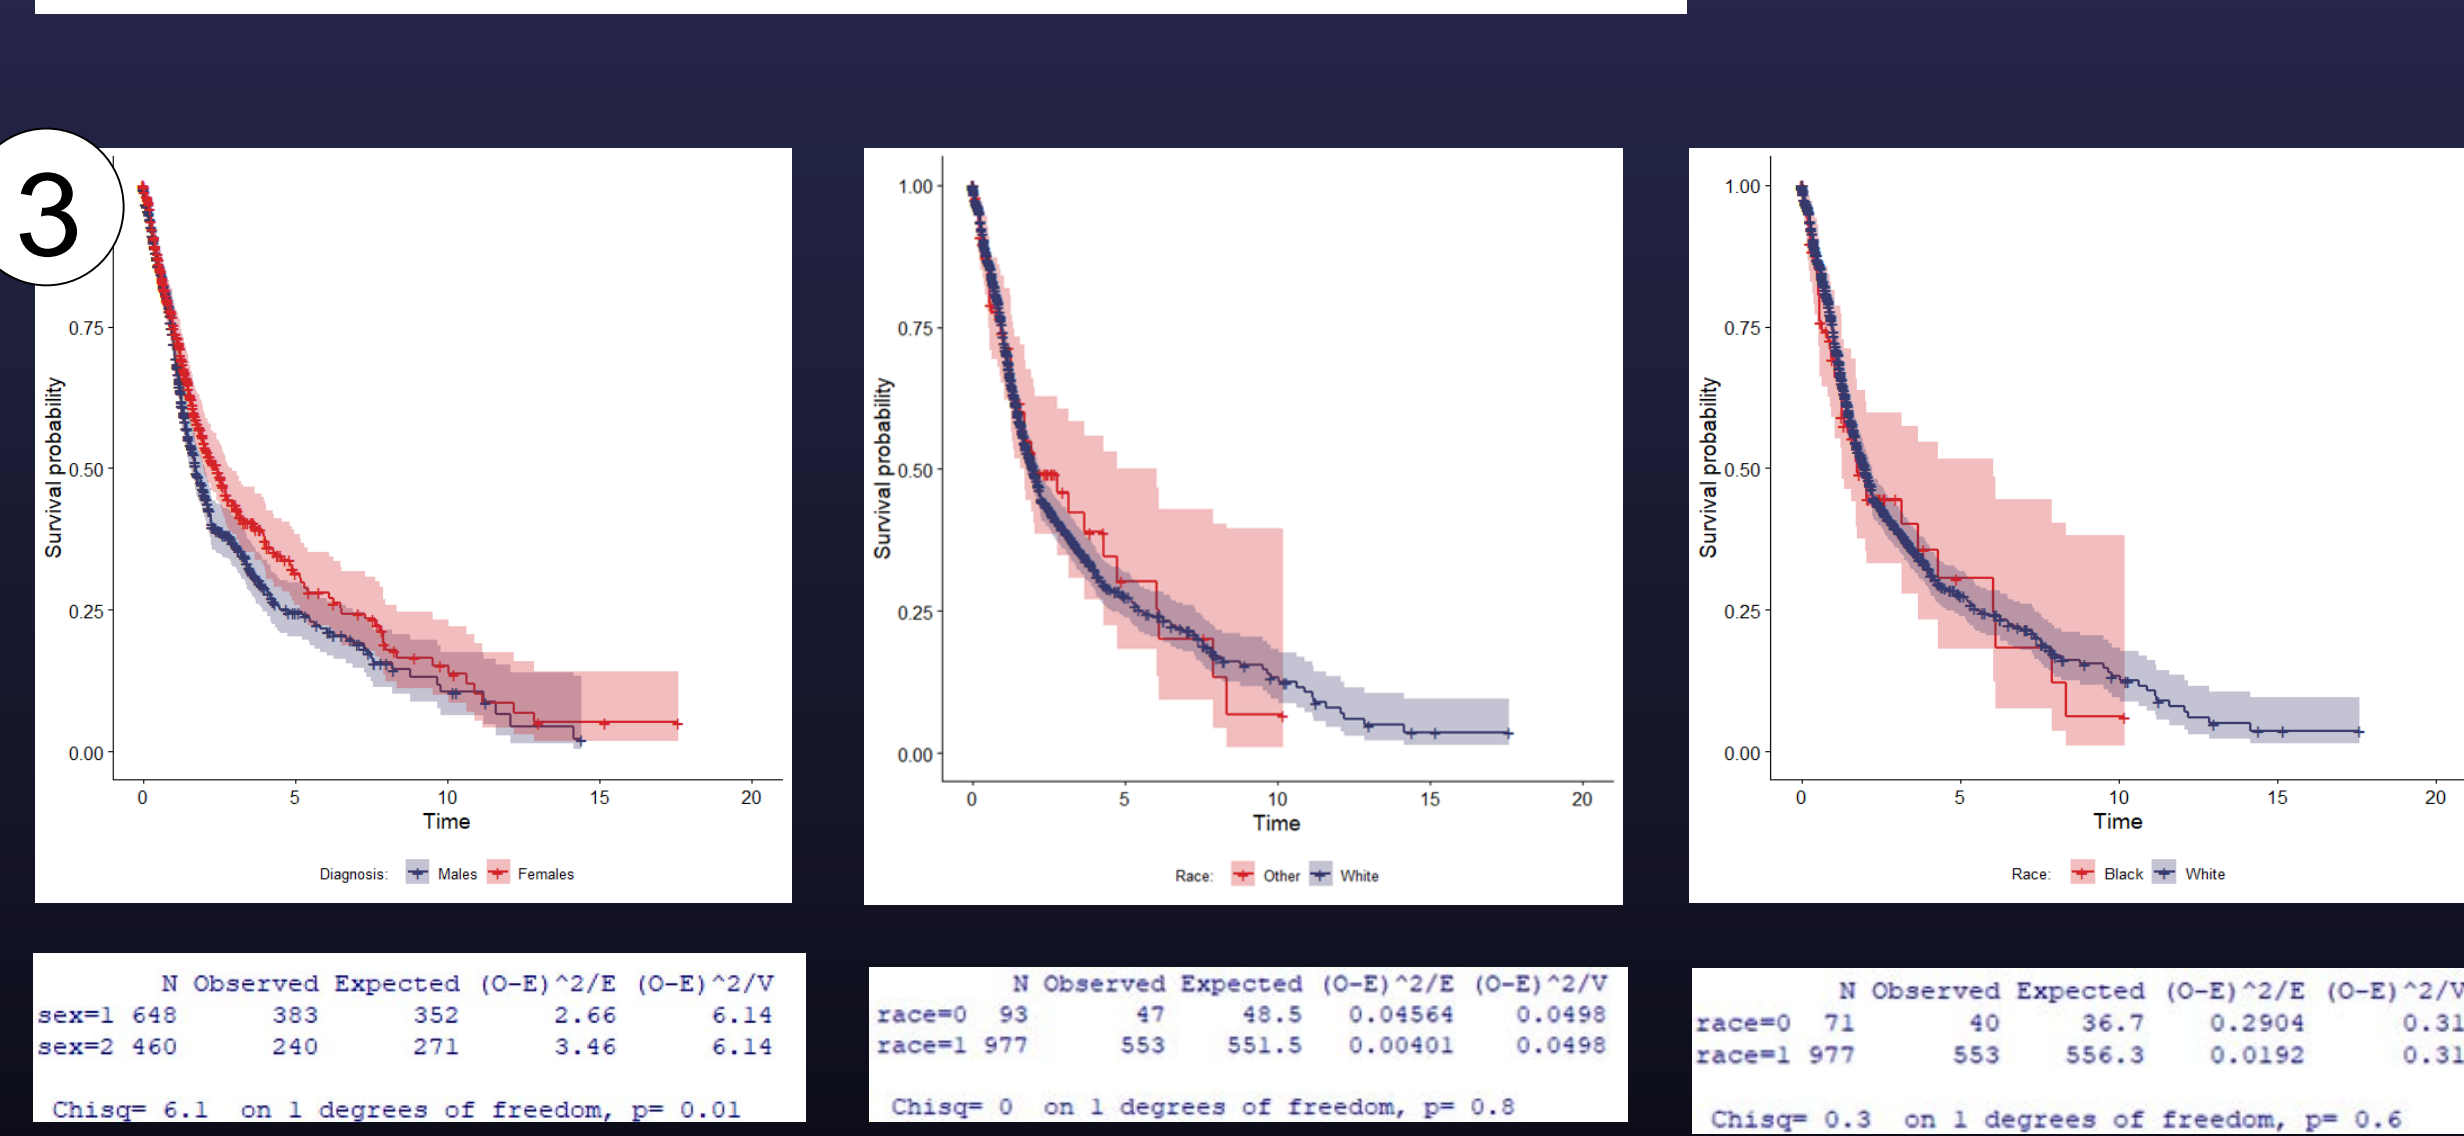 3
0.75
0.50
0.25
0.00
Survival probability
0 5 10 15 20
Time
Diagnosis: Males Females
1.00
0.75
0.50
0.25
0.00
Survival probability
0 5 10 15 20
Time
Race: Other White
1.00
0.75
0.50
0.25
0.00
Survival probability
0 5 10 15 20
Time
Race: Black White
N Observed Expected (O-E)^2/E (O-E)^2/V
sex=1 648 383 352 2.66 6.14
sex=2 460 240 271 3.46 6.14
Chisq= 6.1 on 1 degrees of freedom, p= 0.01
N Observed Expected (O-E)^2/E (O-E)^2/V
race=0 93 47 48.5 0.04564 0.0498
race=1 977 553 551.5 0.00401 0.0498
Chisq= 0 on 1 degrees of freedom, p= 0.8
N Observed Expected (O-E)^2/E (O-E)^2/V
race=0 71 40 36.7 0.2904 0.31
race=1 977 553 556.3 0.0192 0.31
Chisq= 0.3 on 1 degrees of freedom, p= 0.6